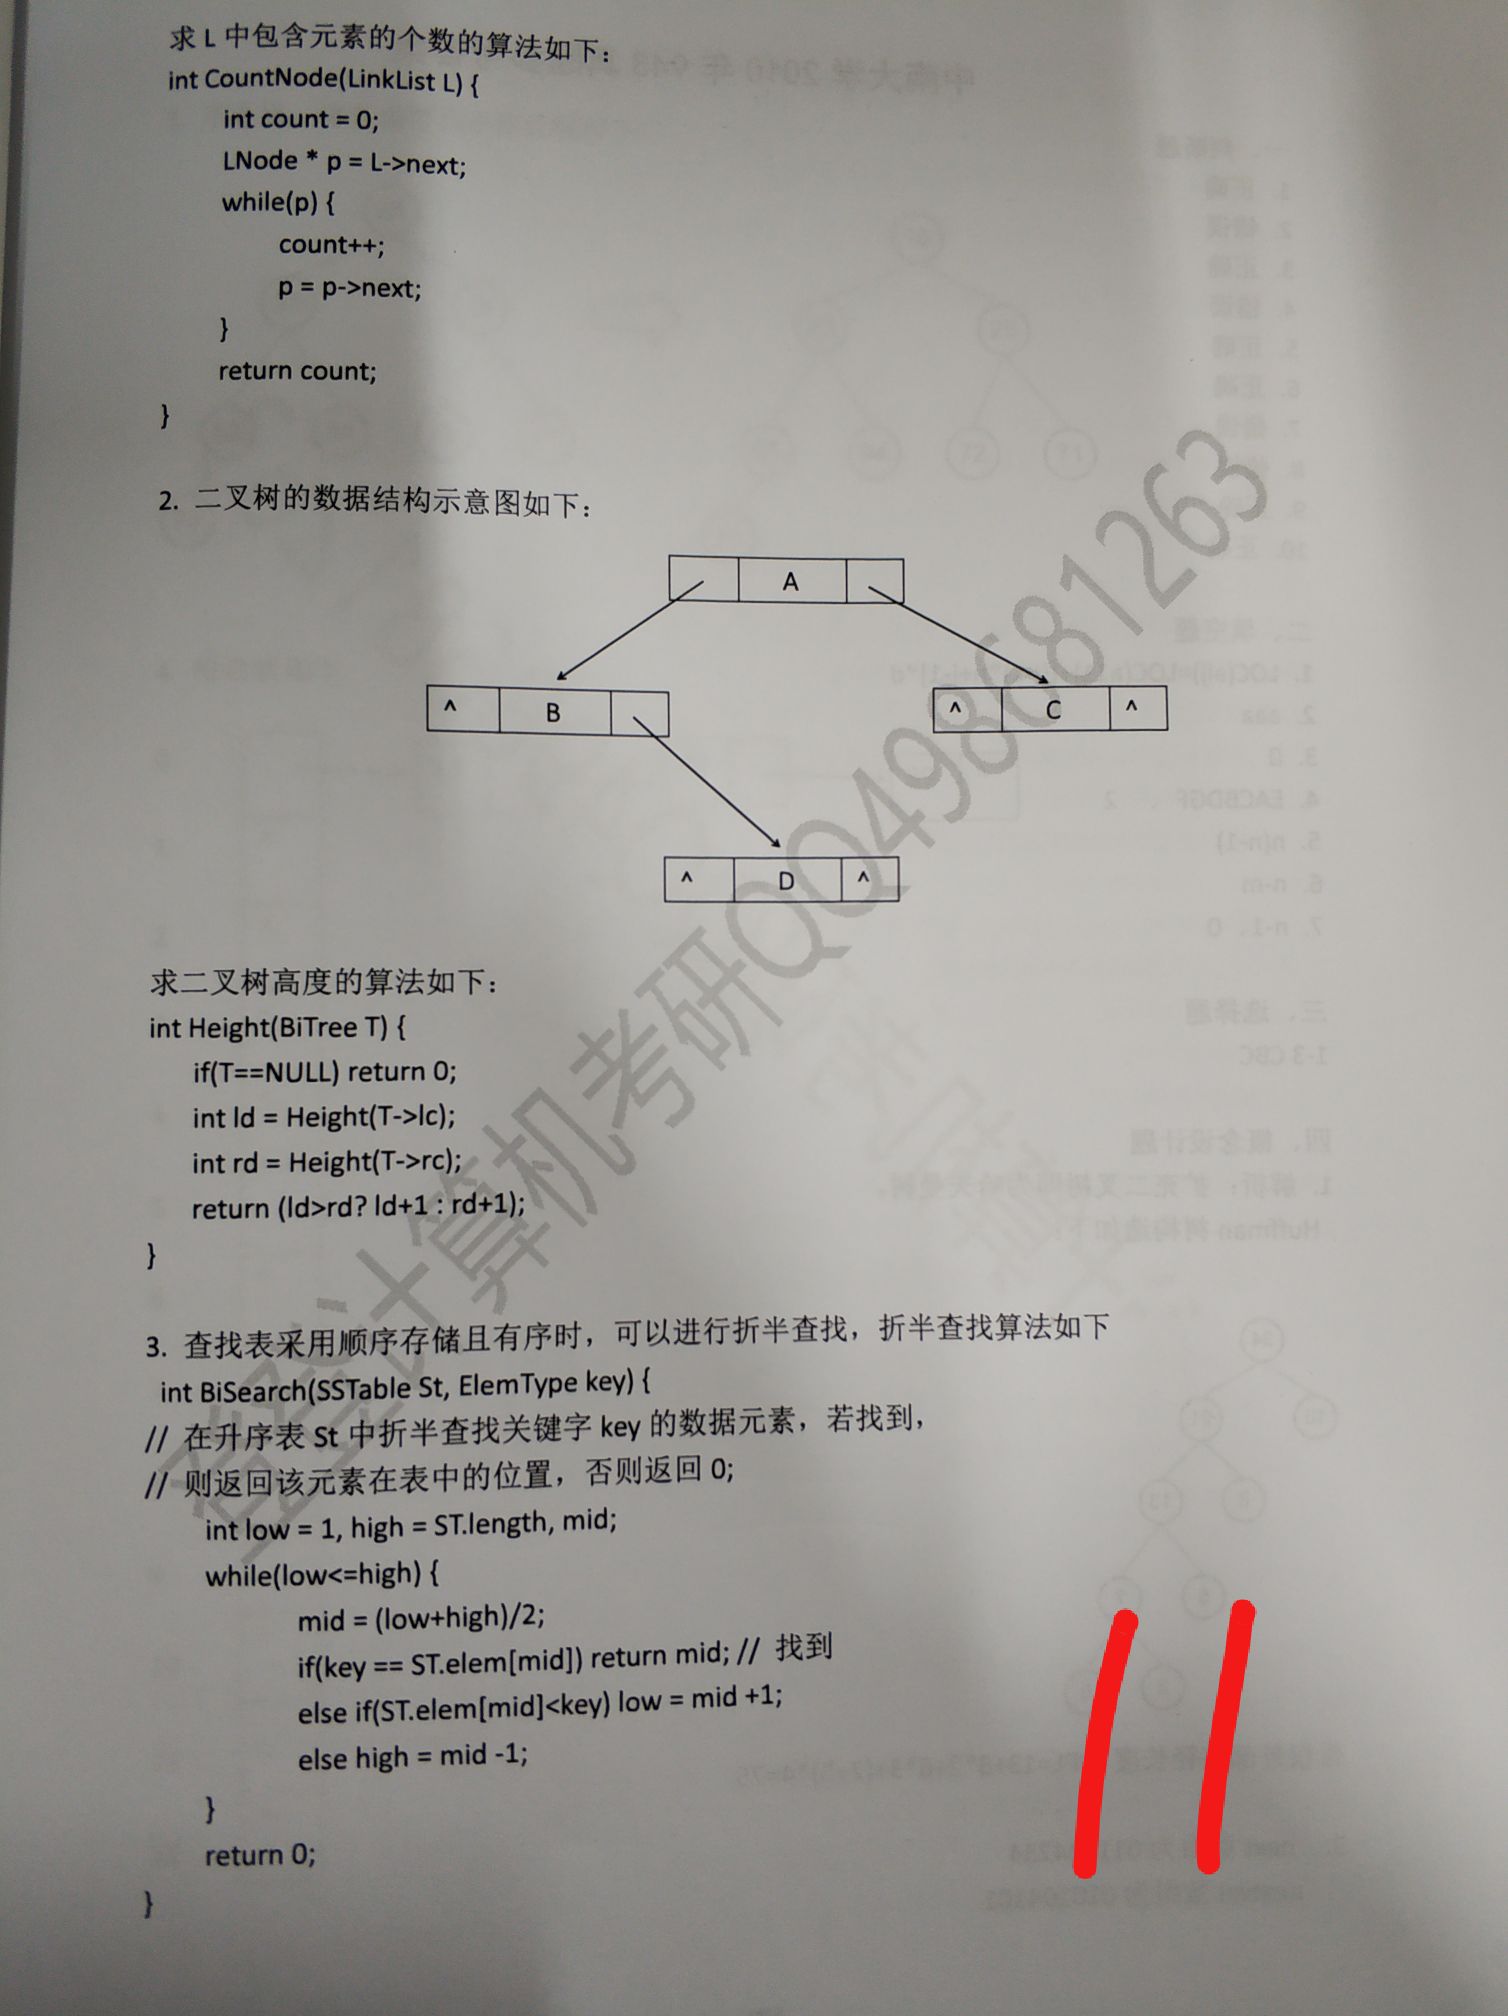 求 L 中包含元素的个数的算法如下：
int CountNode(LinkList L) {
int count = 0;
LNode * p = L->next;
while(p) {
count++;
p = p->next;
}
return count;
}
2. 二叉树的数据结构示意图如下：
A
^ B
^ C ^
^ D ^
求二叉树高度的算法如下：
int Height(BiTree T) {
if(T==NULL) return 0;
int ld = Height(T->lc);
int rd = Height(T->rc);
return (ld>rd? ld+1 : rd+1);
}
3. 查找表采用顺序存储且有序时，可以进行折半查找，折半查找算法如下
int BiSearch(SSTable St, ElemType key) {
// 在升序表 St 中折半查找关键字 key 的数据元素，若找到，
// 则返回该元素在表中的位置，否则返回 0;
int low = 1, high = ST.length, mid;
while(low<=high) {
mid = (low+high)/2;
if(key == ST.elem[mid]) return mid; // 找到
else if(ST.elem[mid]<key) low = mid +1;
else high = mid -1;
}
return 0;
}
计算机考研QQ498681263
11